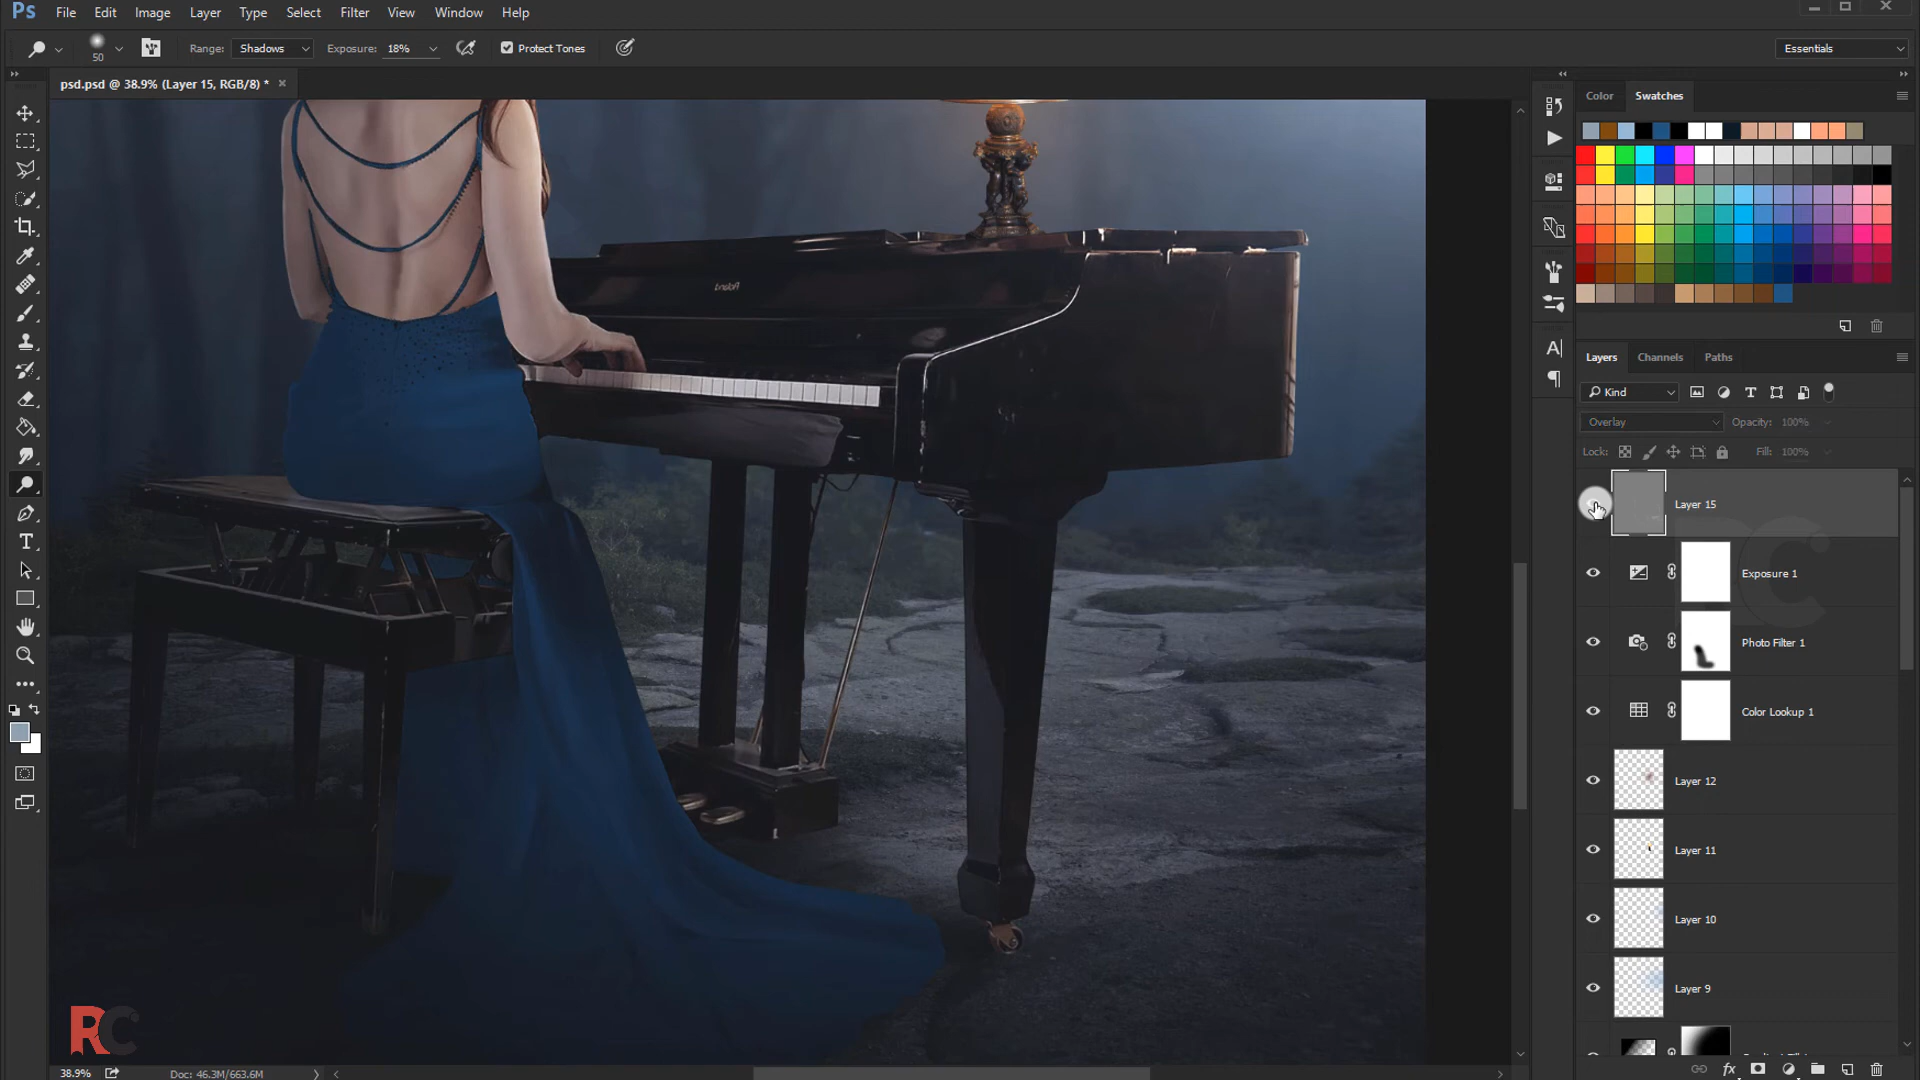 Ps File Edit Image Layer Type Select Filter View Window Help
50 Range: Shadows Exposure: 18% Protect Tones Essentials
psd.psd @ 38.9% (Layer 15, RGB/8) * ×
Color Swatches
Roland
Layers Channels Paths
Kind
Overlay Opacity: 100%
Lock: Fill: 100%
Layer 15
Exposure 1
Photo Filter 1
Color Lookup 1
Layer 12
Layer 11
Layer 10
Layer 9
RC
38.9% Doc: 46.3M/663.6M
fx